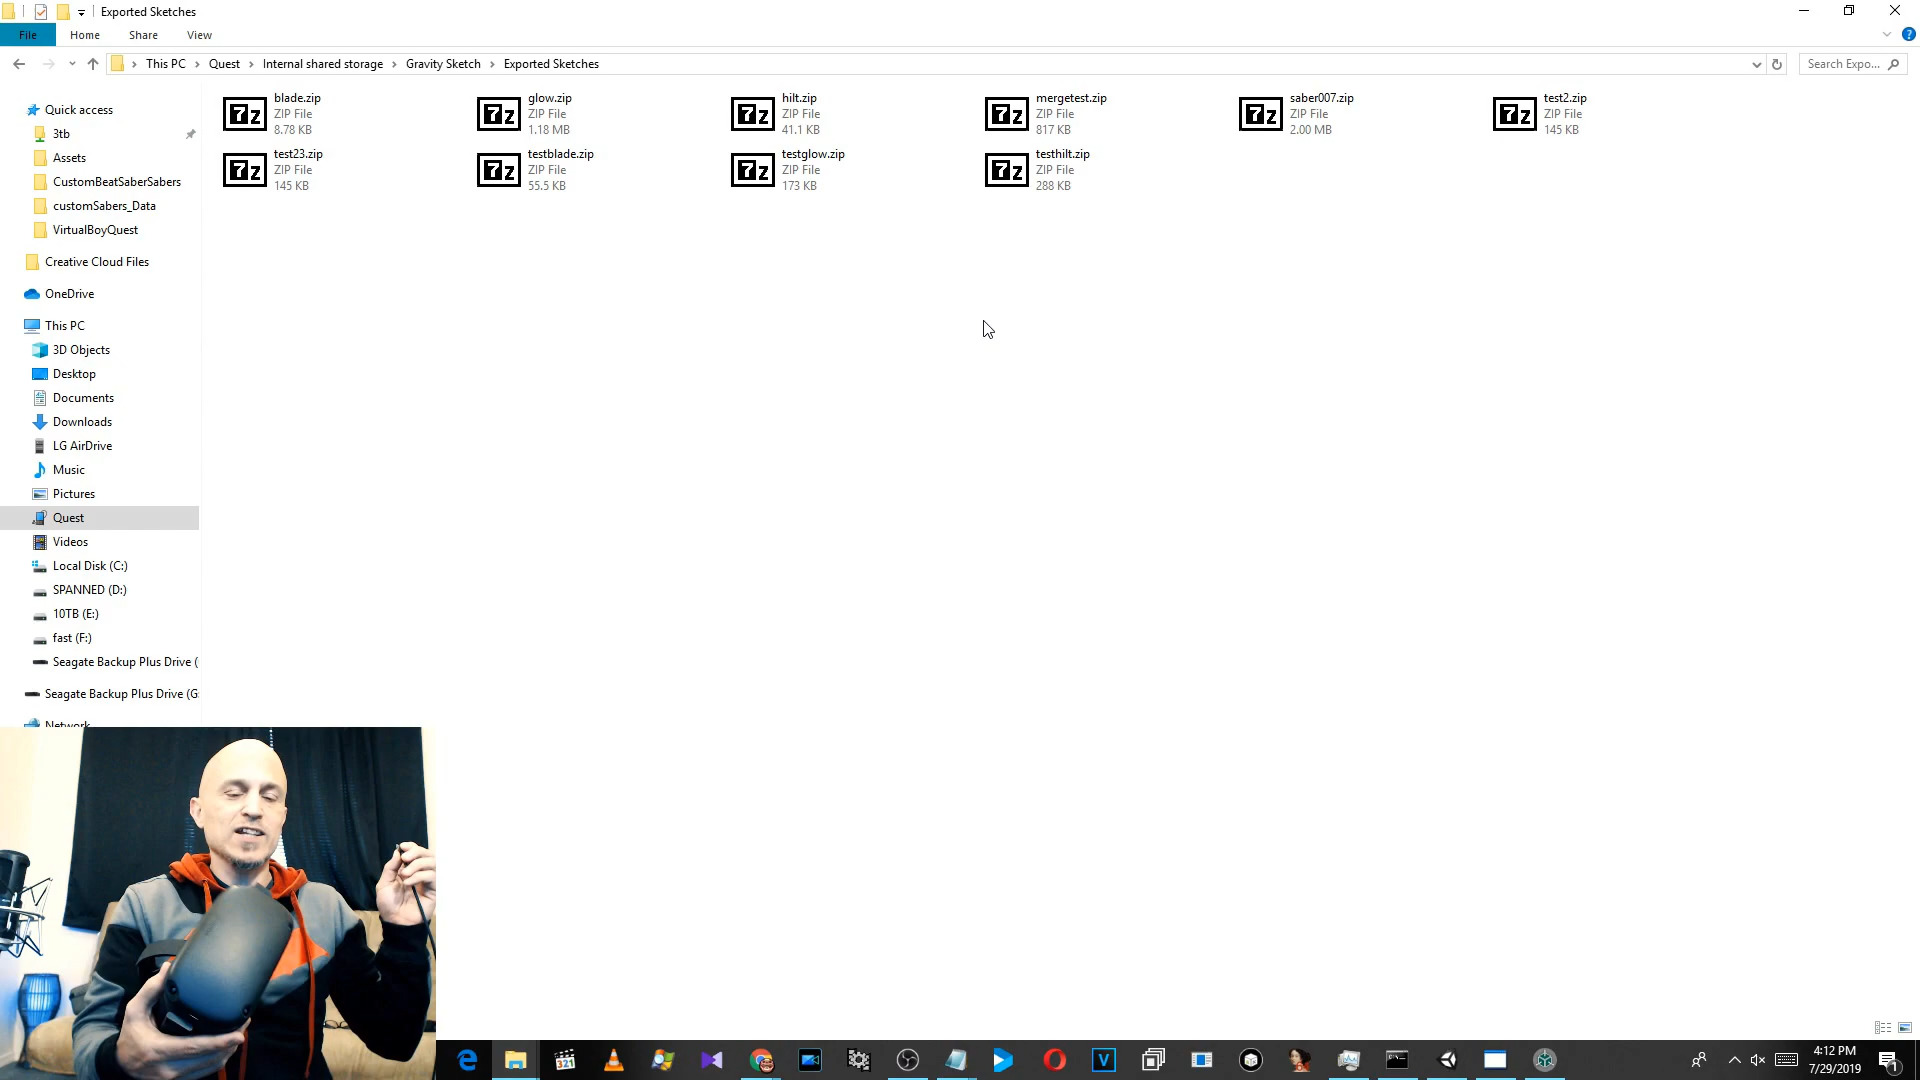 Exported Sketches
File Home Share View
This PC Quest Internal shared storage Gravity Sketch Exported Sketches
Search Expo...
blade.zip
ZIP File
8.78 KB
glow.zip
ZIP File
1.18 MB
hilt.zip
ZIP File
41.1 KB
mergetest.zip
ZIP File
817 KB
saber007.zip
ZIP File
2.00 MB
test2.zip
ZIP File
145 KB
test23.zip
ZIP File
145 KB
testblade.zip
ZIP File
55.5 KB
testglow.zip
ZIP File
173 KB
testhilt.zip
ZIP File
288 KB
Quick access
3tb
Assets
CustomBeatSaberSabers
customSabers_Data
VirtualBoyQuest
Creative Cloud Files
OneDrive
This PC
3D Objects
Desktop
Documents
Downloads
LG AirDrive
Music
Pictures
Quest
Videos
Local Disk (C:)
SPANNED (D:)
10TB (E:)
fast (F:)
Seagate Backup Plus Drive (
Seagate Backup Plus Drive (G:
Network
4:12 PM
7/29/2019